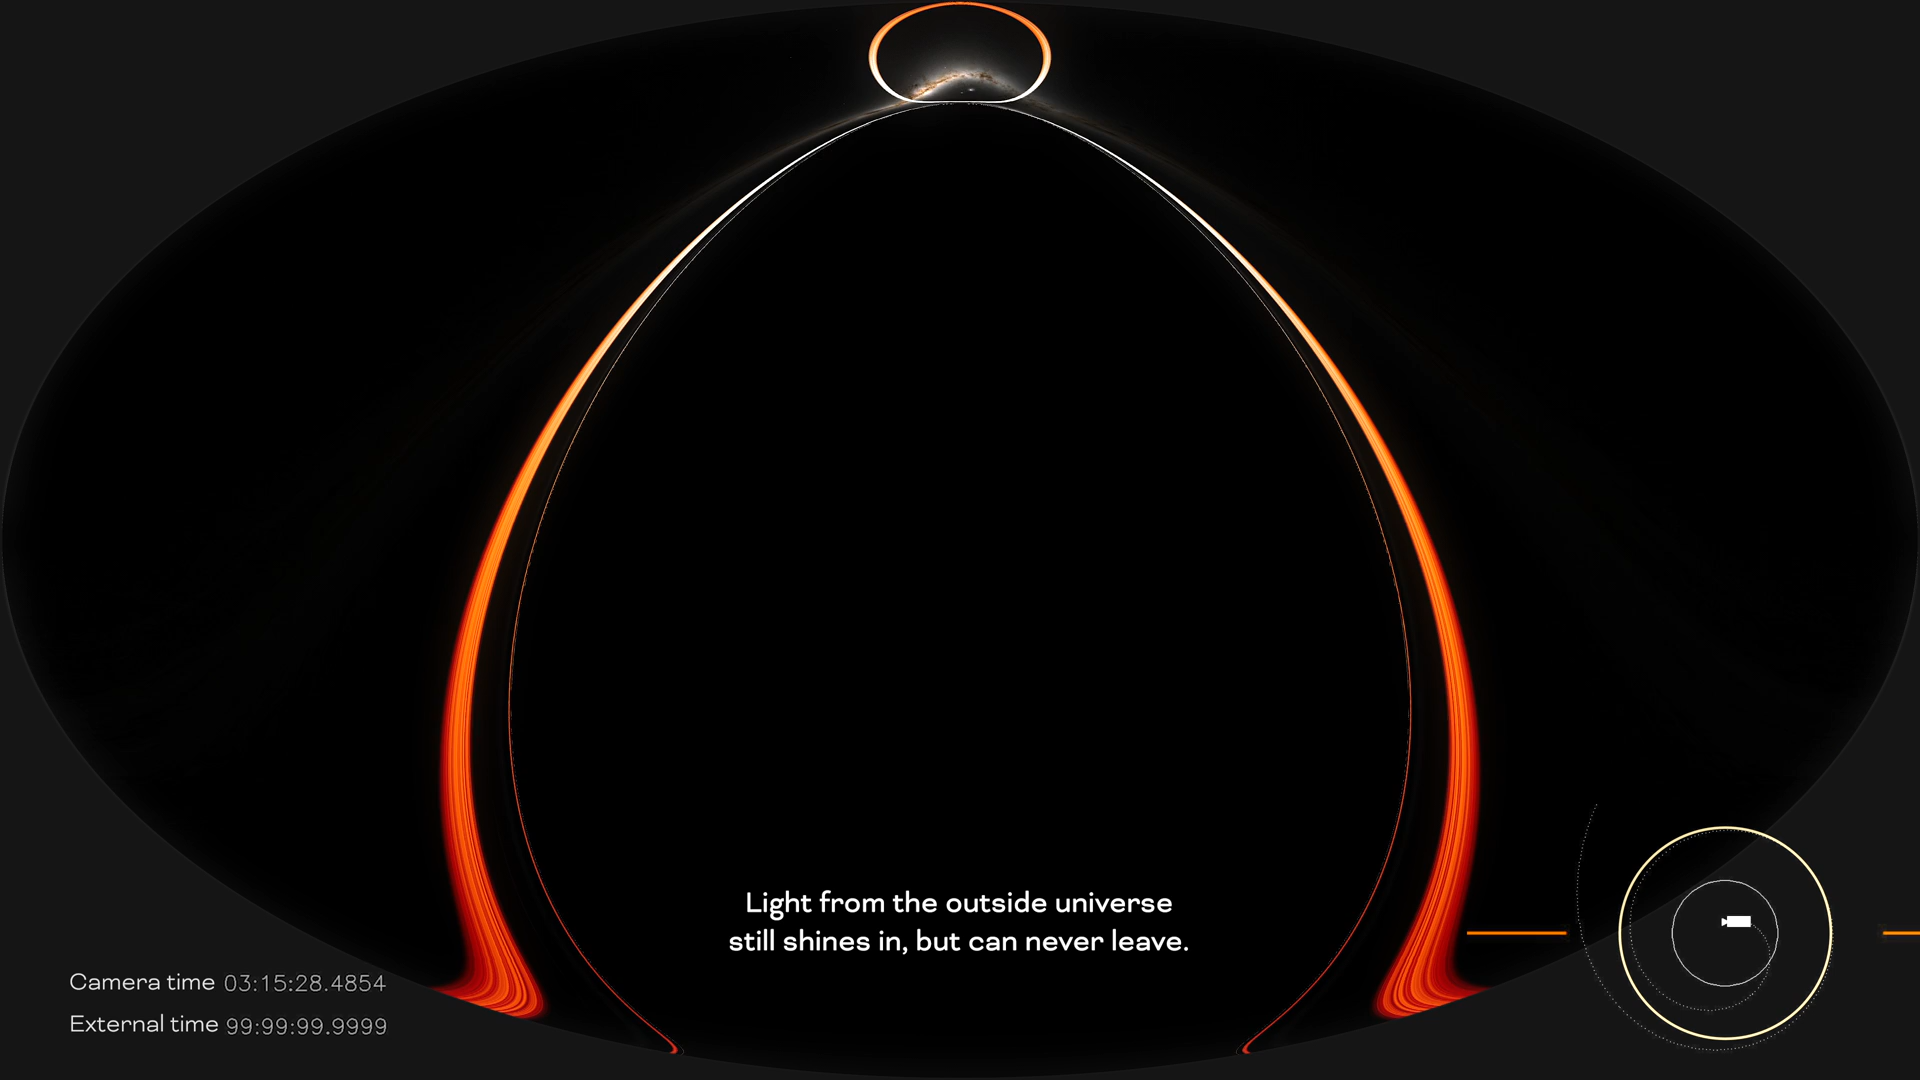 Light from the outside universe
still shines in, but can never leave.
Camera time 03:15:28.4854
External time 99:99:99.9999